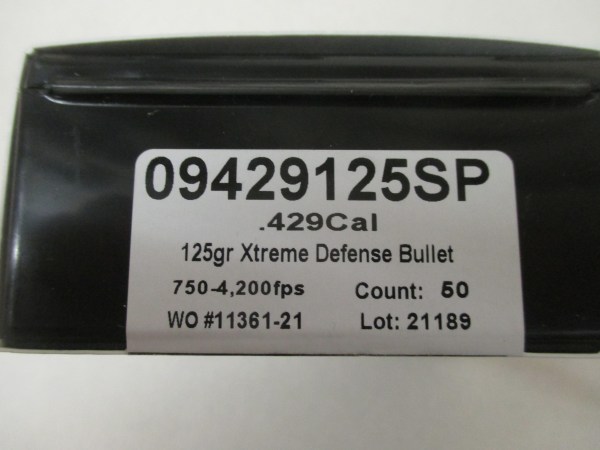 09429125SP
.429Cal
125gr Xtreme Defense Bullet
750-4,200fps Count: 50
WO #11361-21 Lot: 21189